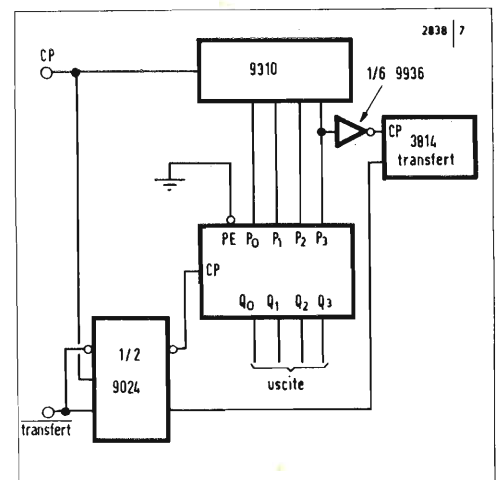 2838 | 7
CP
9310
1/6 9936
CP
3814
transfert
PE P0 P1 P2 P3
CP
Q0 Q1 Q2 Q3
1/2
9024
uscite
transfert